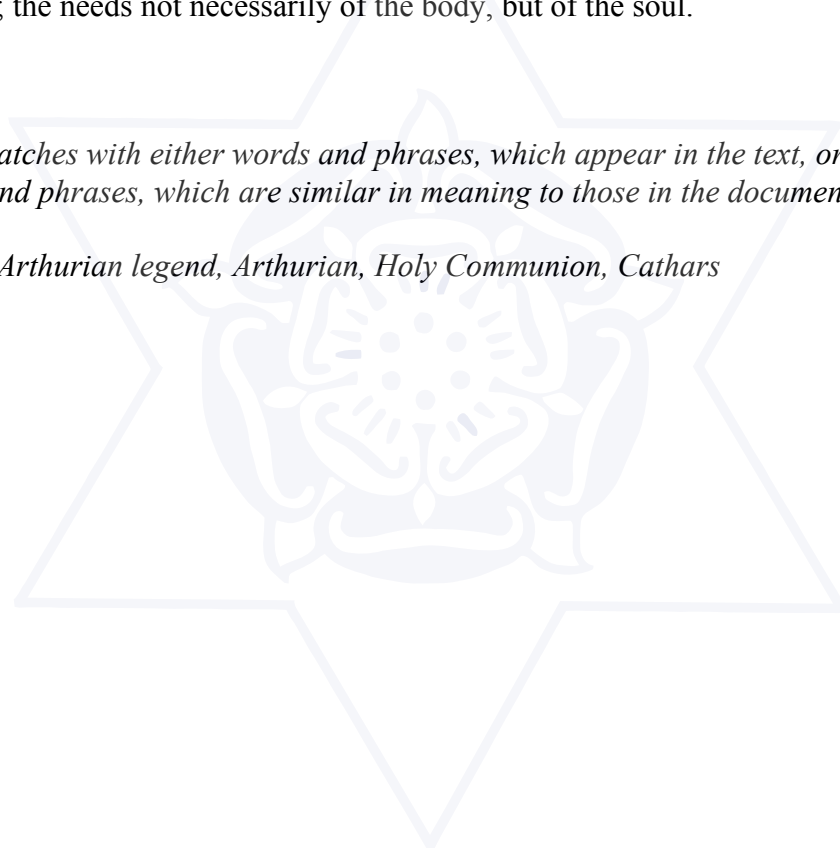 ; the needs not necessarily of the body, but of the soul.
atches with either words and phrases, which appear in the text, or
nd phrases, which are similar in meaning to those in the documen
Arthurian legend, Arthurian, Holy Communion, Cathars